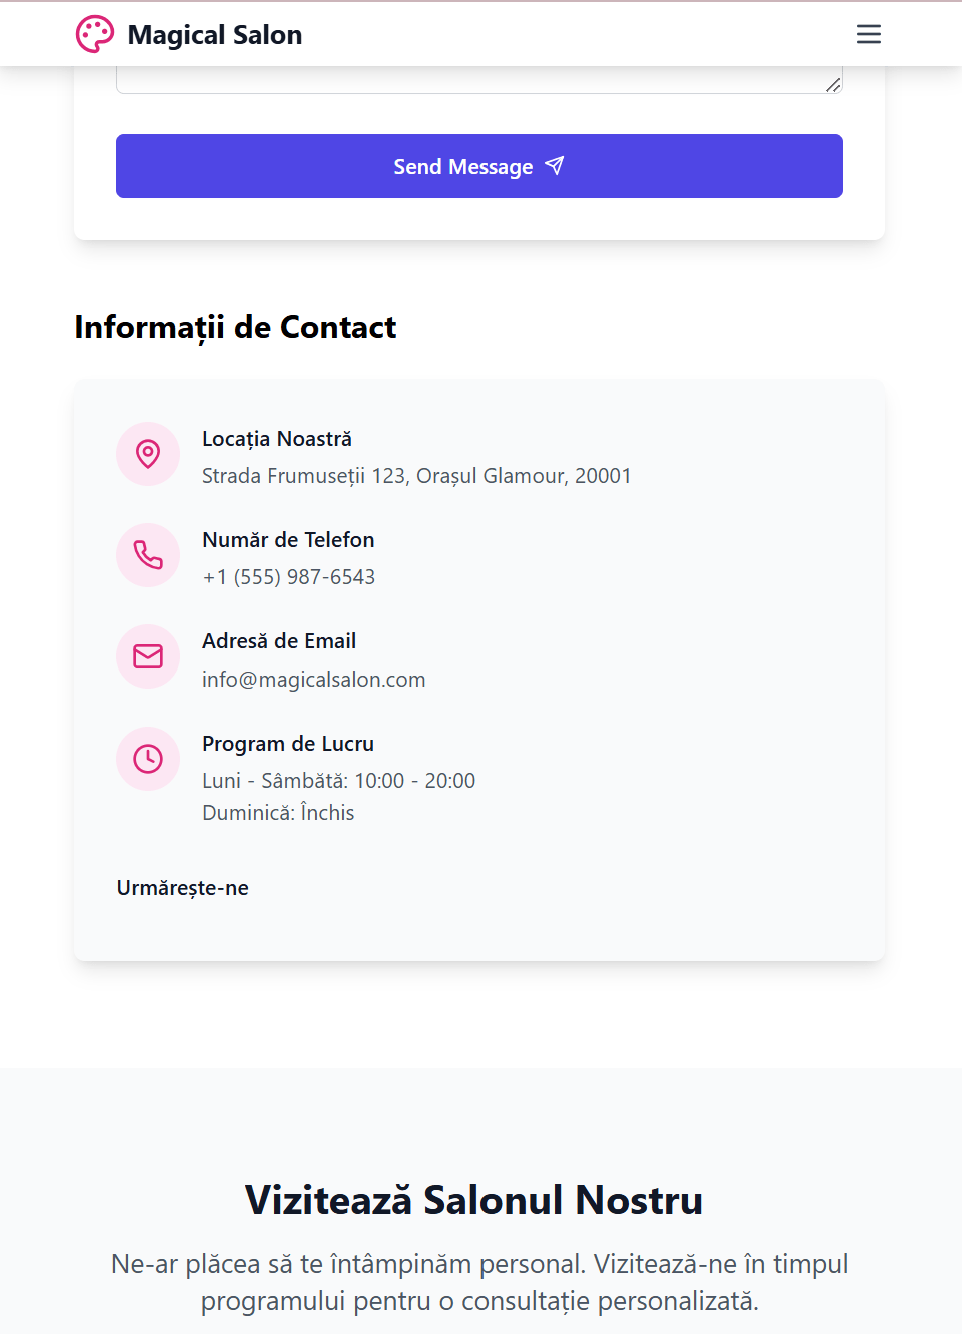 Magical Salon
Send Message
Informații de Contact
Locația Noastră
Strada Frumuseții 123, Orașul Glamour, 20001
Număr de Telefon
+1 (555) 987-6543
Adresă de Email
info@magicalsalon.com
Program de Lucru
Luni - Sâmbătă: 10:00 - 20:00
Duminică: Închis
Urmărește-ne
Vizitează Salonul Nostru
Ne-ar plăcea să te întâmpinăm personal. Vizitează-ne în timpul
programului pentru o consultație personalizată.